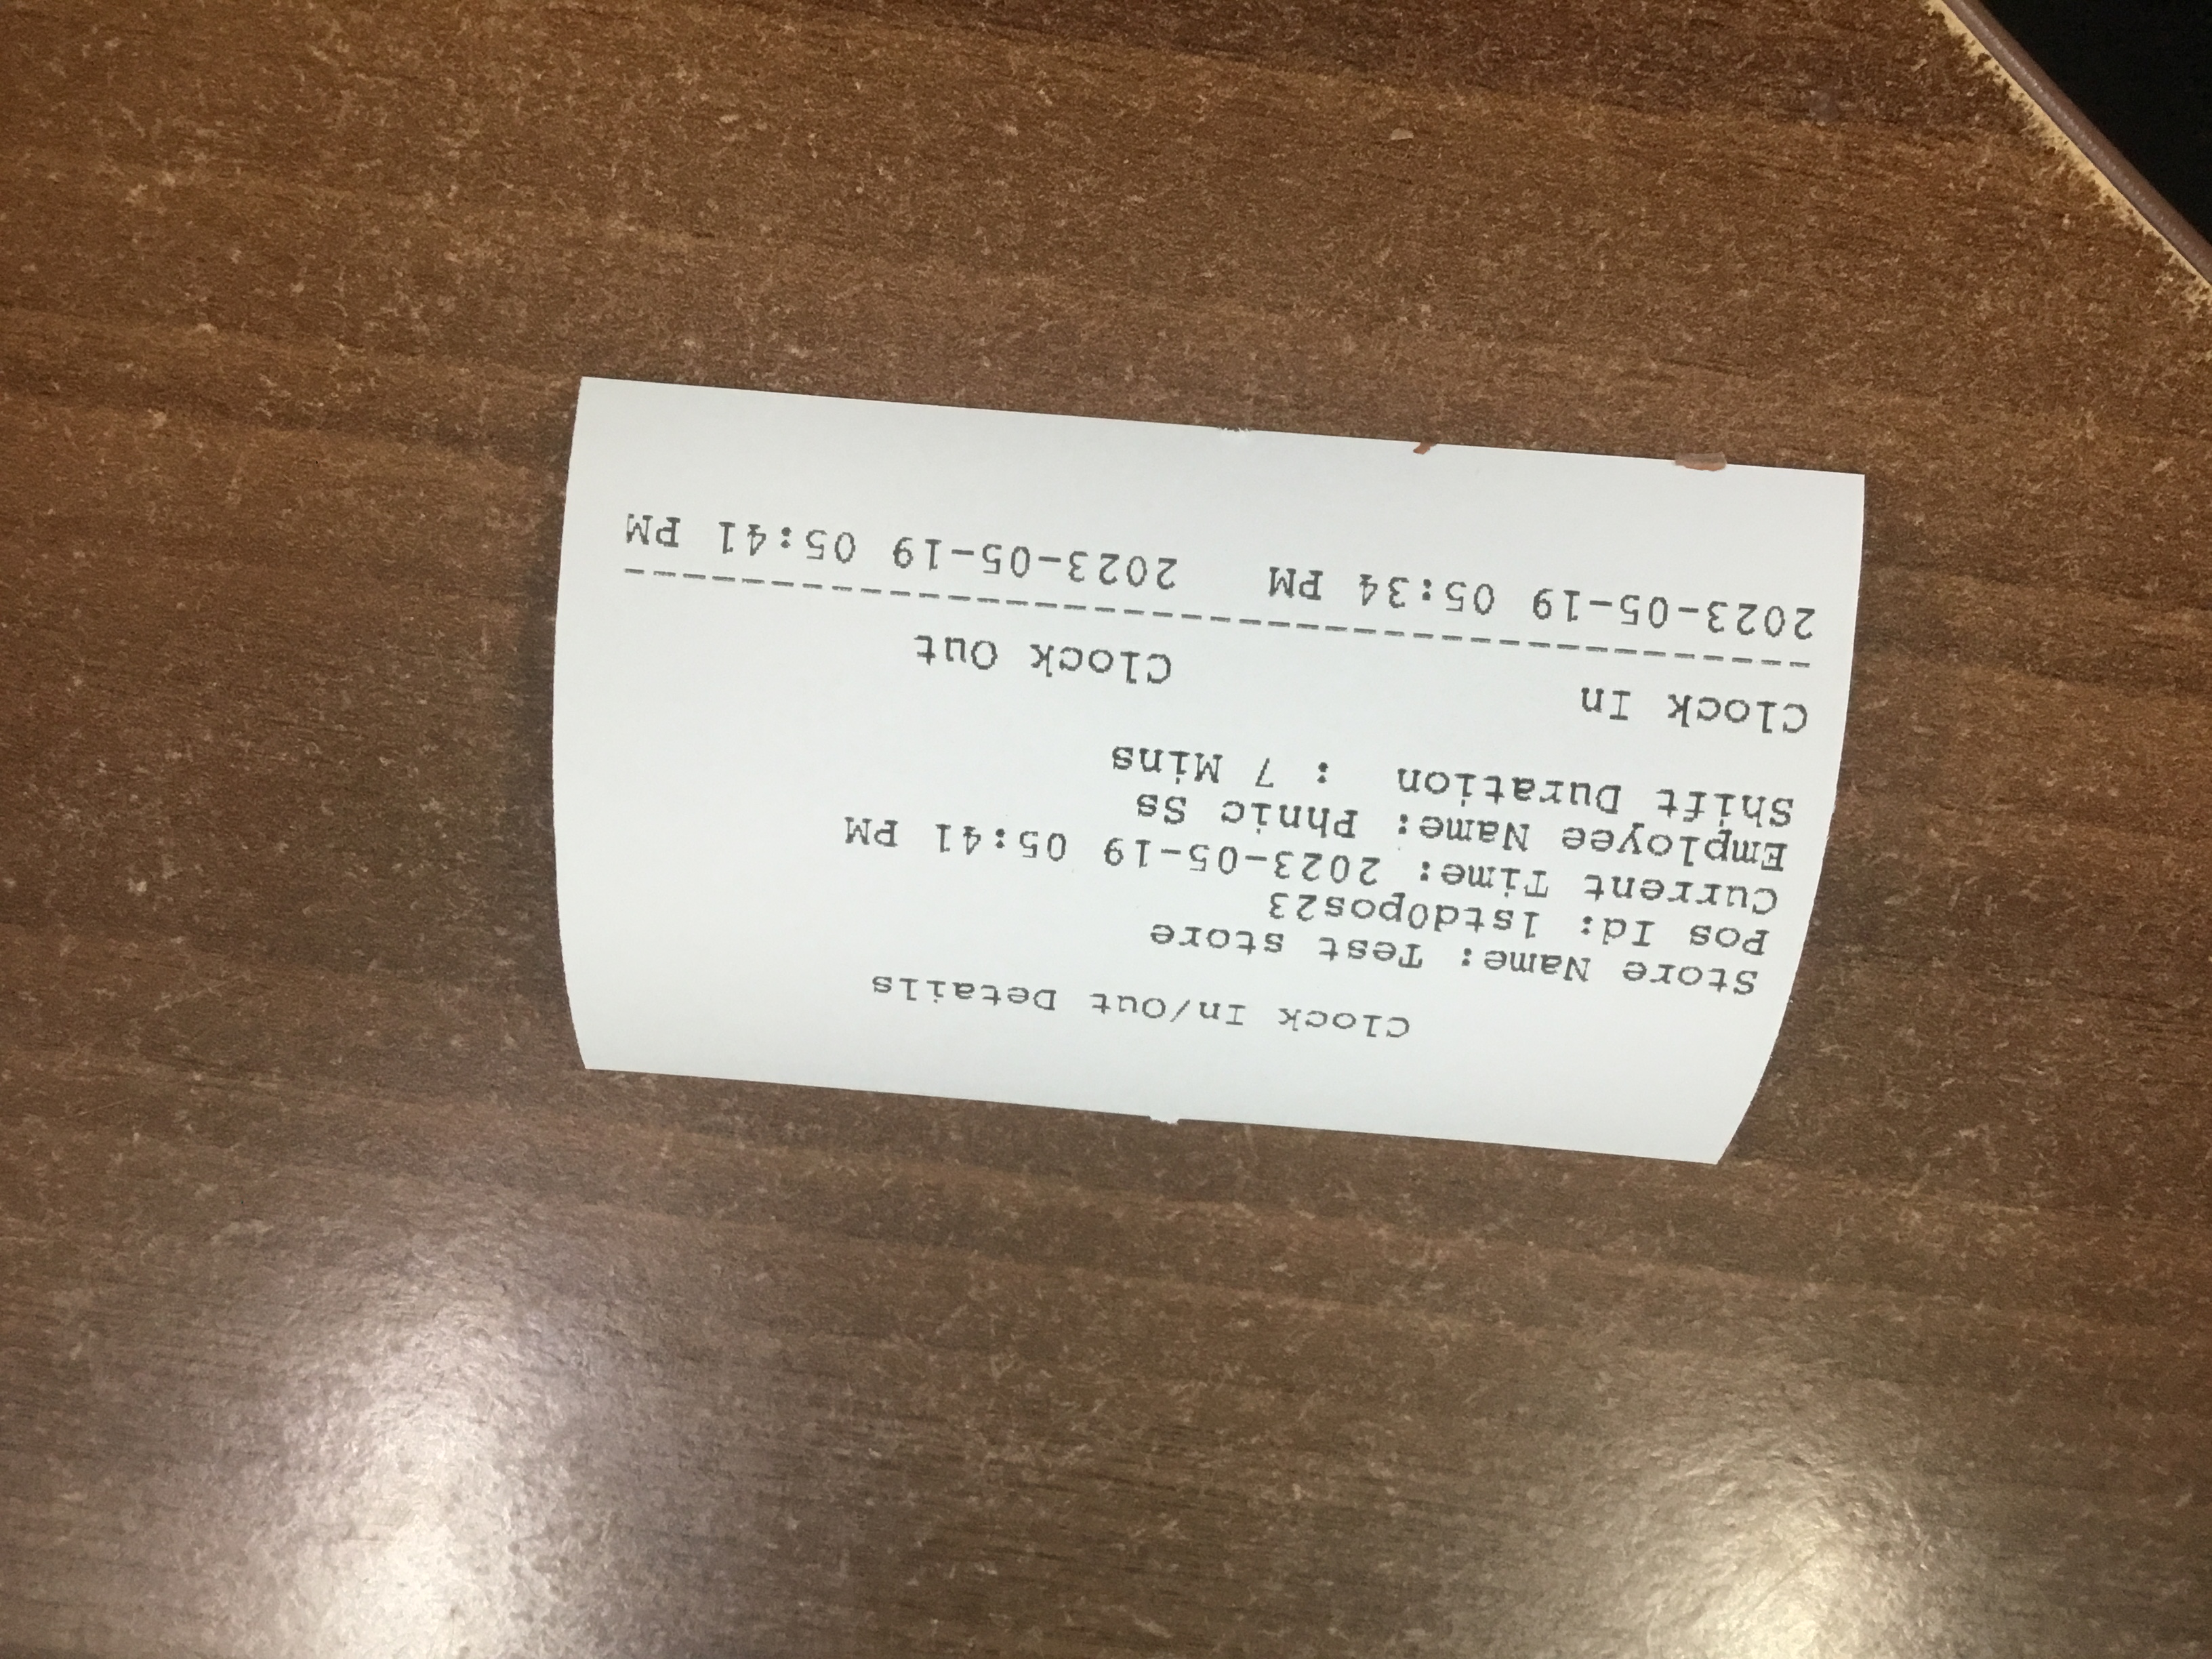 Clock In/Out Details
Store Name: Test store
Pos Id: 1std0pos23
Current Time: 2023-05-19 05:41 PM
Employee Name: Phnic Ss
Shift Duration : 7 Mins
Clock In Clock Out
----------------------------------------
2023-05-19 05:34 PM 2023-05-19 05:41 PM